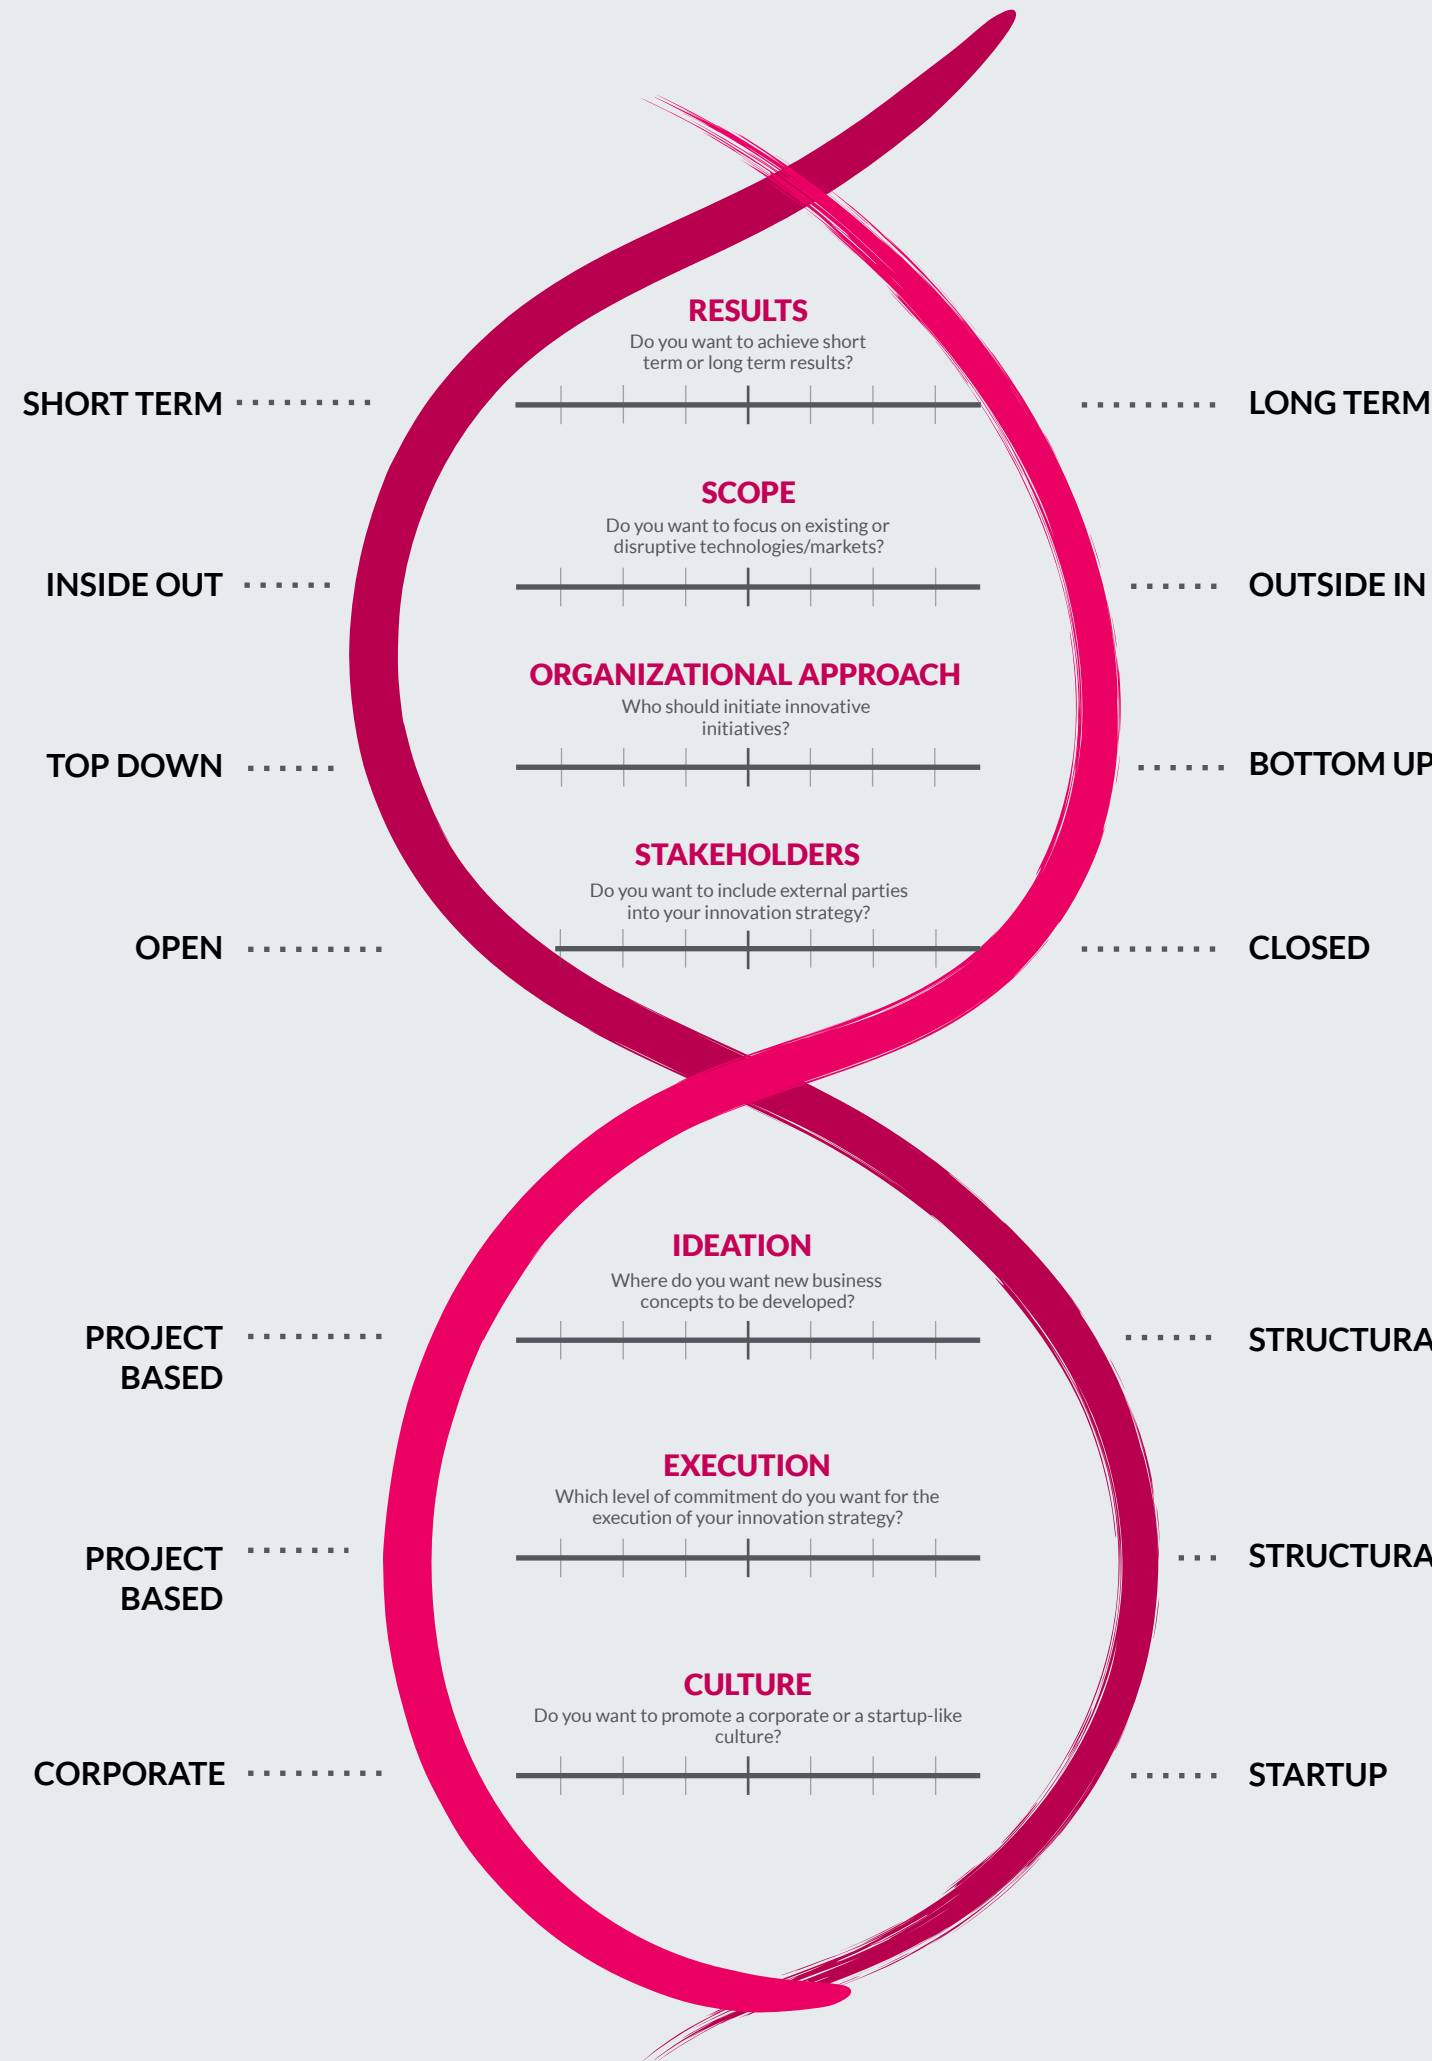 RESULTS
Do you want to achieve short
term or long term results?
SHORT TERM
LONG TERM
SCOPE
Do you want to focus on existing or
disruptive technologies/markets?
INSIDE OUT
OUTSIDE IN
ORGANIZATIONAL APPROACH
Who should initiate innovative
initiatives?
TOP DOWN
BOTTOM UP
STAKEHOLDERS
Do you want to include external parties
into your innovation strategy?
OPEN
CLOSED
IDEATION
Where do you want new business
concepts to be developed?
PROJECT
BASED
STRUCTURA
EXECUTION
Which level of commitment do you want for the
execution of your innovation strategy?
PROJECT
BASED
STRUCTURA
CULTURE
Do you want to promote a corporate or a startup-like
culture?
CORPORATE
STARTUP